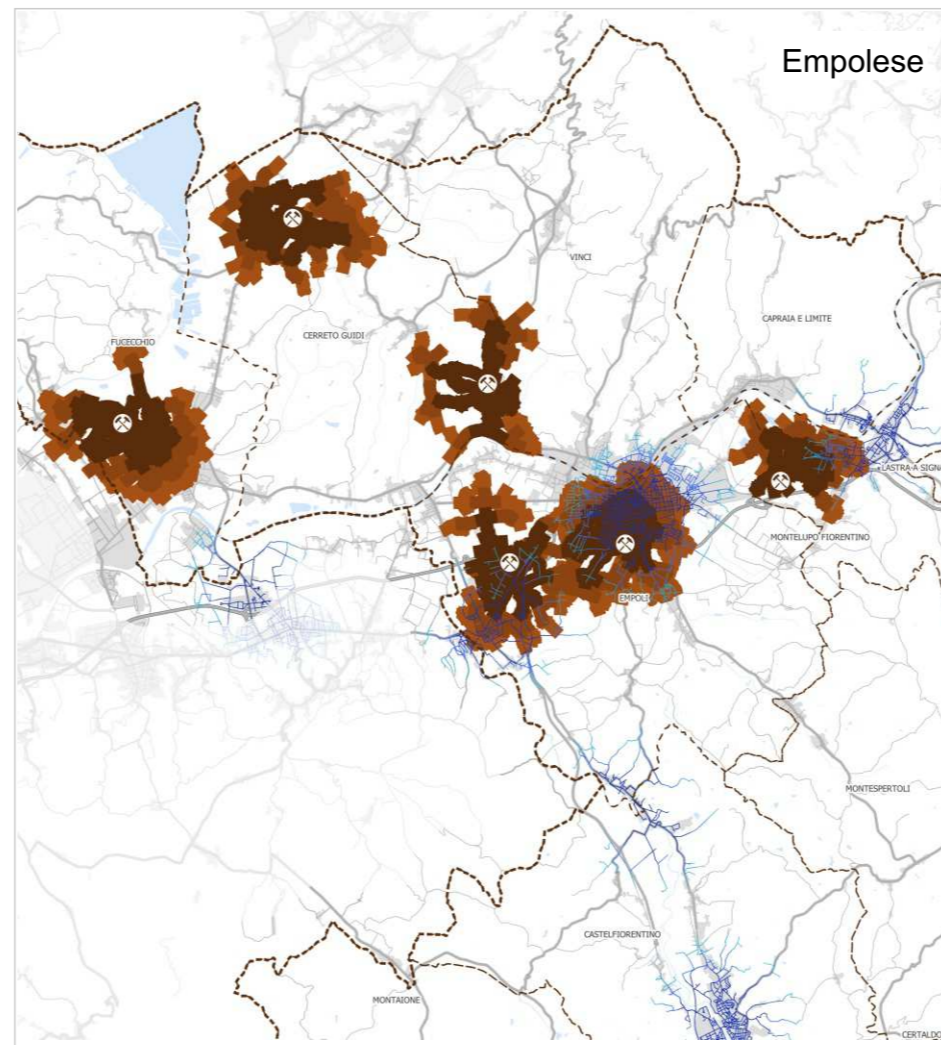 Empolese
VINCI
CAPRAIA E LIMITE
CERRETO GUIDI
FUCECCHIO
LASTRA A SIGNA
MONTELUPO FIORENTINO
EMPOLI
MONTESPERTOLI
CASTELFIORENTINO
MONTAIONE
CERTALDO